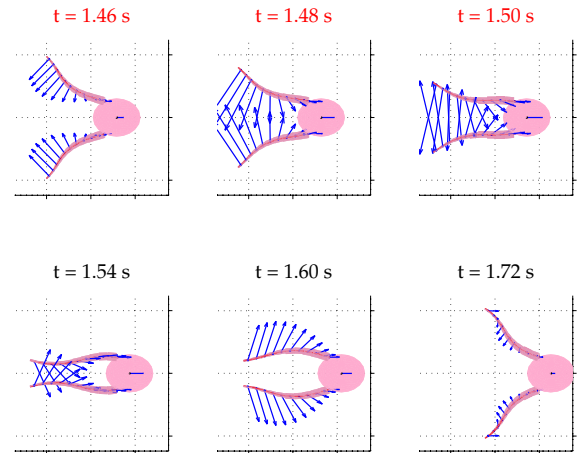 t = 1.46 s
t = 1.48 s
t = 1.50 s
t = 1.54 s
t = 1.60 s
t = 1.72 s